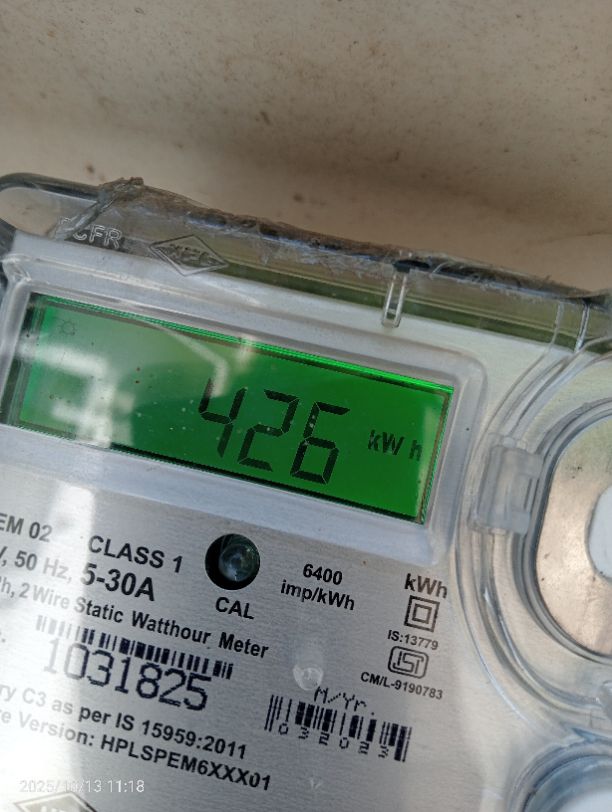 426 kWh
EM 02 CLASS 1
V, 50 Hz, 5-30A
6400
imp/kWh
kWh
CAL
h, 2 Wire Static Watthour Meter
IS:13779
1031825
CM/L-9190783
M/Yr.
032023
ry C3 as per IS 15959:2011
re Version: HPLSPEM6XXX01
2025/10/13 11:18